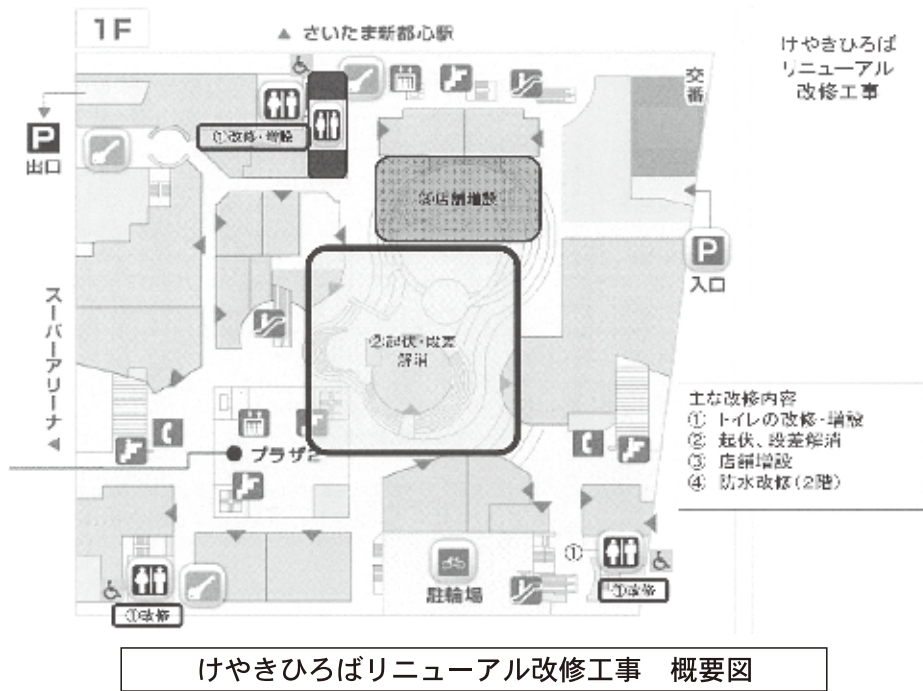 1F
さいたま新都心駅
けやきひろば
リニューアル
改修工事
交番
P
出口
①改修・増設
③店舗増設
P
入口
スーパーアリーナ
②起伏・段差
解消
主な改修内容
① トイレの改修・増設
② 起伏、段差解消
③ 店舗増設
④ 防水改修(2階)
プラザ2
①
駐輪場
①改修
①改修
けやきひろばリニューアル改修工事 概要図